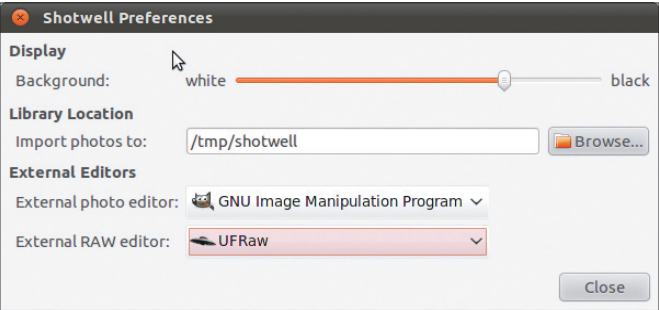 Shotwell Preferences
Display
Background: white black
Library Location
Import photos to: /tmp/shotwell Browse...
External Editors
External photo editor: GNU Image Manipulation Program
External RAW editor: UFRaw
Close